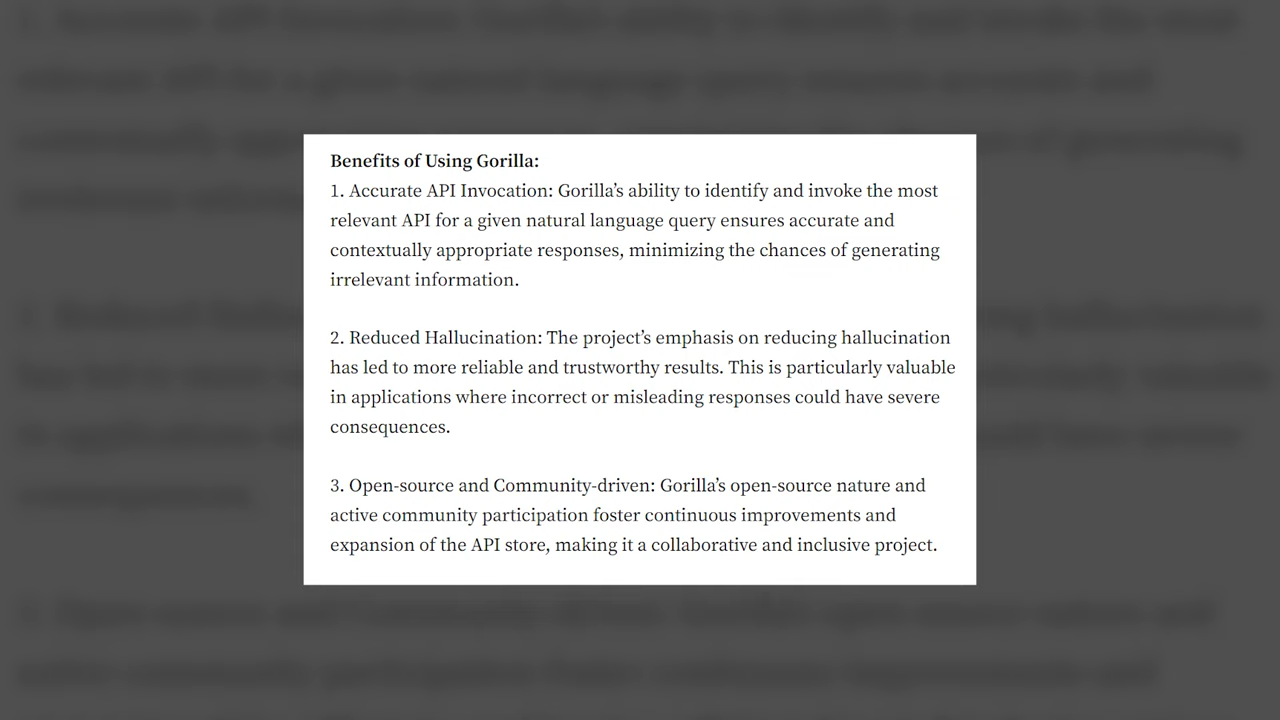 Benefits of Using Gorilla:
1. Accurate API Invocation: Gorilla’s ability to identify and invoke the most
relevant API for a given natural language query ensures accurate and
contextually appropriate responses, minimizing the chances of generating
irrelevant information.
2. Reduced Hallucination: The project’s emphasis on reducing hallucination
has led to more reliable and trustworthy results. This is particularly valuable
in applications where incorrect or misleading responses could have severe
consequences.
3. Open-source and Community-driven: Gorilla’s open-source nature and
active community participation foster continuous improvements and
expansion of the API store, making it a collaborative and inclusive project.